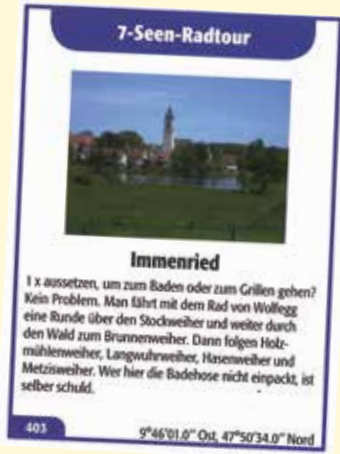 7-Seen-Radtour
Immenried
1 x aussetzen, um zum Baden oder zum Grillen gehen?
Kein Problem. Man fährt mit dem Rad von Wolfegg
eine Runde über den Stockweiher und weiter durch
den Wald zum Brunnenweiher. Dann folgen Holz-
mühlenweiher, Langwuhrweiher, Hasenweiher und
Metzisweiher. Wer hier die Badehose nicht einpackt, ist
selber schuld.
403
9°46'01.0" Ost, 47°50'34.0" Nord